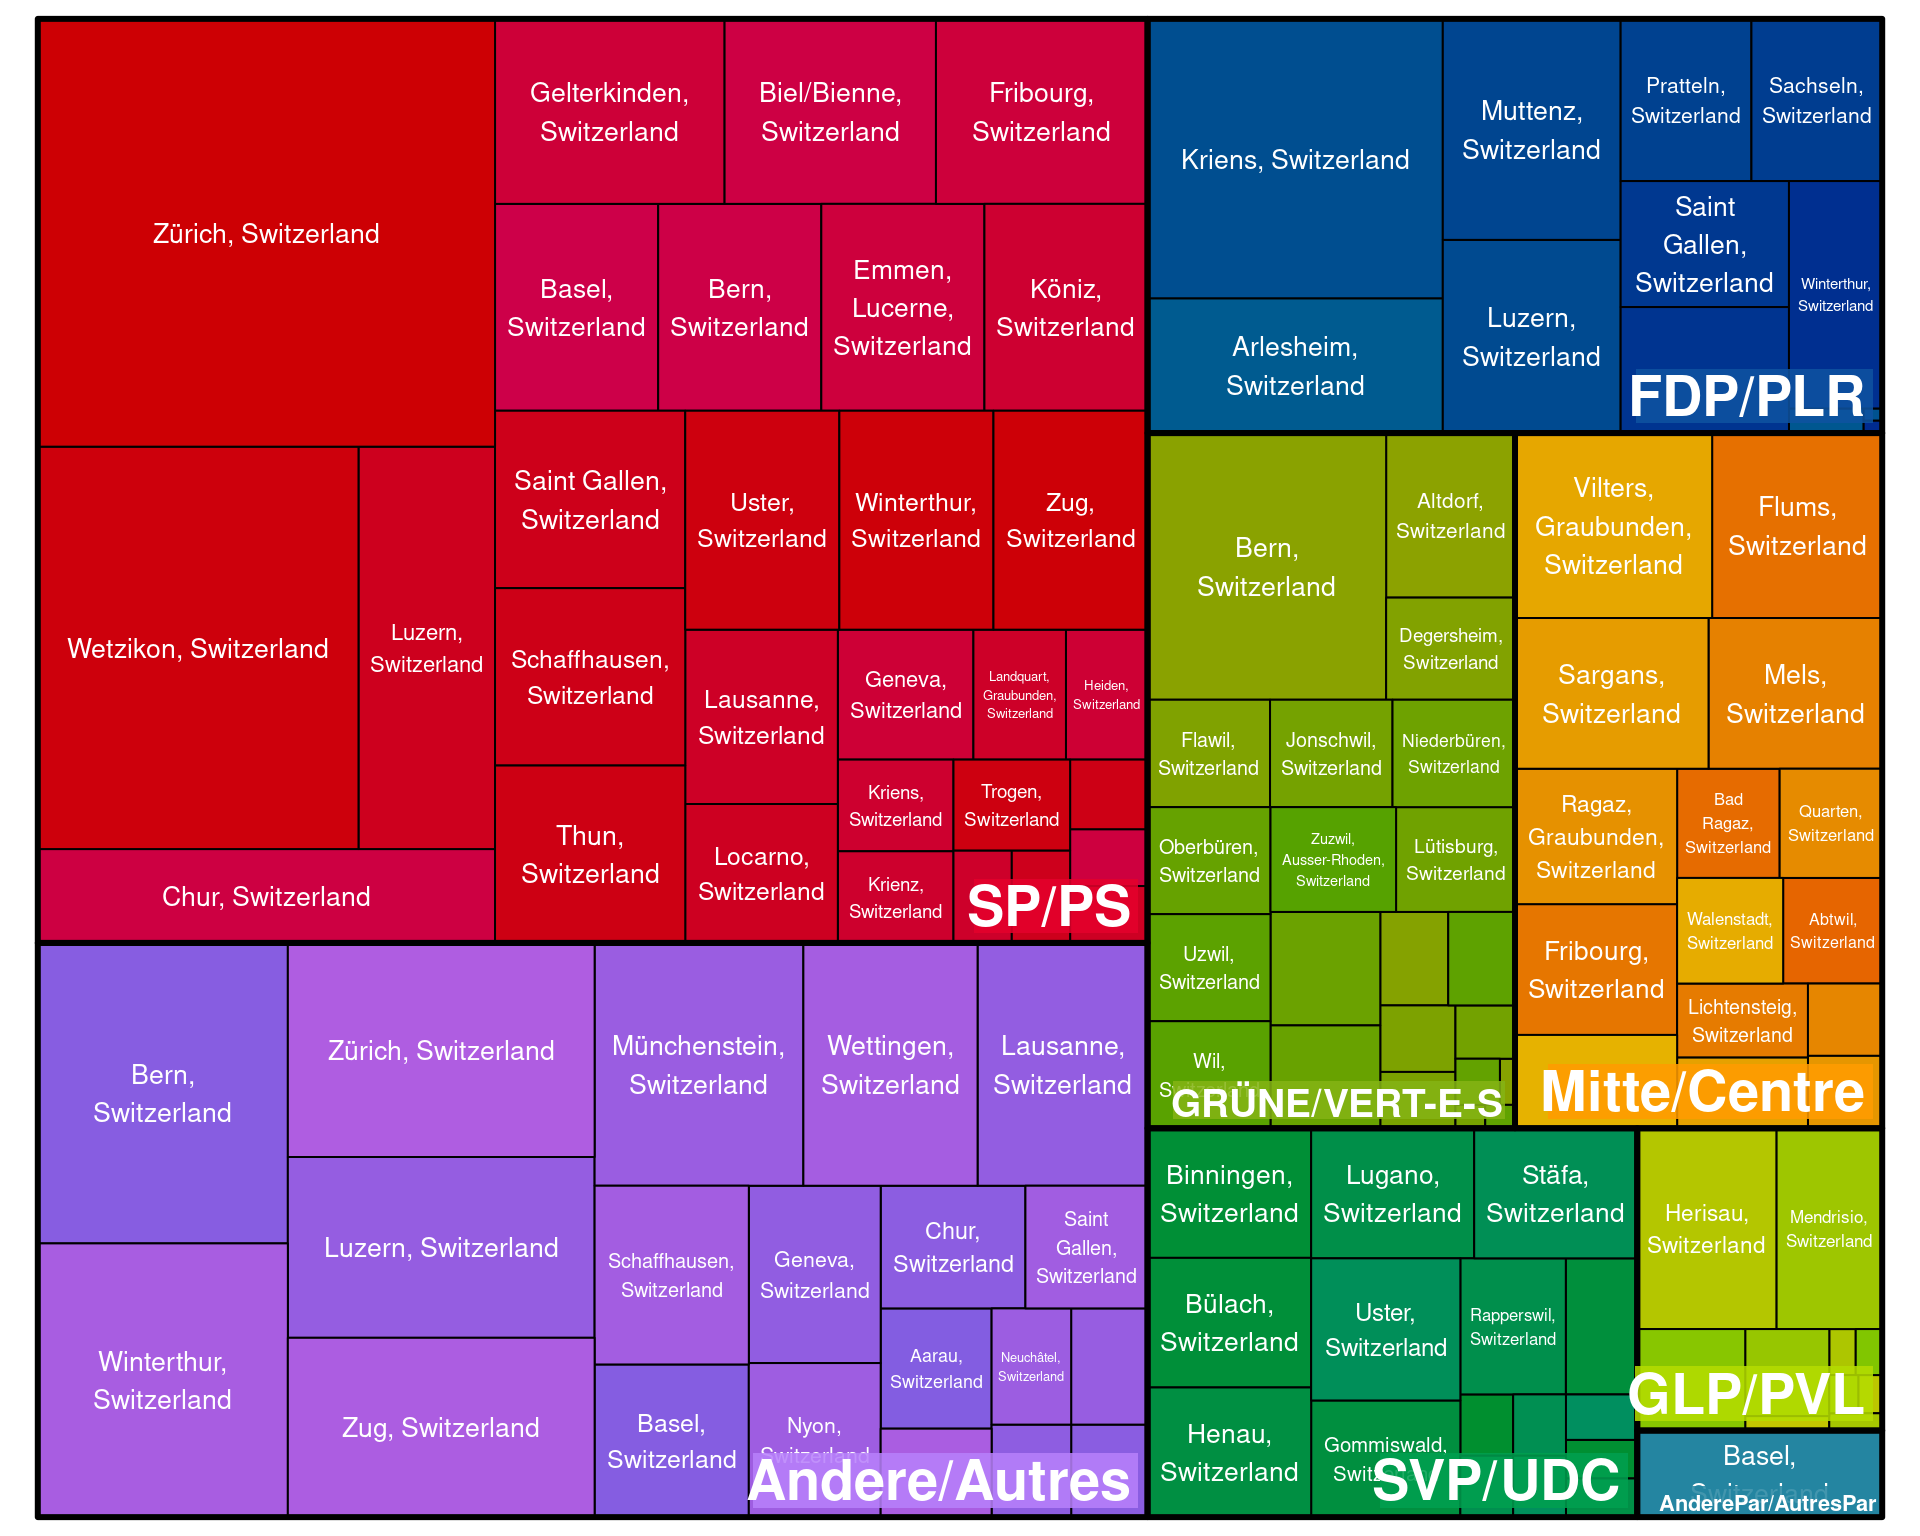 Zürich, Switzerland
Gelterkinden,
Switzerland
Biel/Bienne,
Switzerland
Fribourg,
Switzerland
Basel,
Switzerland
Bern,
Switzerland
Emmen,
Lucerne,
Switzerland
Köniz,
Switzerland
Wetzikon, Switzerland
Luzern,
Switzerland
Chur, Switzerland
Saint Gallen,
Switzerland
Uster,
Switzerland
Winterthur,
Switzerland
Zug,
Switzerland
Schaffhausen,
Switzerland
Thun,
Switzerland
Lausanne,
Switzerland
Locarno,
Switzerland
Geneva,
Switzerland
Landquart,
Graubunden,
Switzerland
Heiden,
Switzerland
Kriens,
Switzerland
Trogen,
Switzerland
Krienz,
Switzerland
SP/PS
Kriens, Switzerland
Arlesheim,
Switzerland
Muttenz,
Switzerland
Luzern,
Switzerland
Pratteln,
Switzerland
Sachseln,
Switzerland
Saint
Gallen,
Switzerland
Winterthur,
Switzerland
FDP/PLR
Bern,
Switzerland
Altdorf,
Switzerland
Degersheim,
Switzerland
Flawil,
Switzerland
Jonschwil,
Switzerland
Niederbüren,
Switzerland
Oberbüren,
Switzerland
Zuzwil,
Ausser-Rhoden,
Switzerland
Lütisburg,
Switzerland
Uzwil,
Switzerland
Wil,
Switzerland
GRÜNE/VERT-E-S
Vilters,
Graubunden,
Switzerland
Flums,
Switzerland
Sargans,
Switzerland
Mels,
Switzerland
Ragaz,
Graubunden,
Switzerland
Bad
Ragaz,
Switzerland
Quarten,
Switzerland
Walenstadt,
Switzerland
Abtwil,
Switzerland
Fribourg,
Switzerland
Lichtensteig,
Switzerland
Mitte/Centre
Bern,
Switzerland
Winterthur,
Switzerland
Zürich, Switzerland
Luzern, Switzerland
Zug, Switzerland
Münchenstein,
Switzerland
Wettingen,
Switzerland
Lausanne,
Switzerland
Schaffhausen,
Switzerland
Geneva,
Switzerland
Chur,
Switzerland
Saint
Gallen,
Switzerland
Basel,
Switzerland
Nyon,
Switzerland
Aarau,
Switzerland
Neuchâtel,
Switzerland
Andere/Autres
Binningen,
Switzerland
Lugano,
Switzerland
Stäfa,
Switzerland
Bülach,
Switzerland
Uster,
Switzerland
Rapperswil,
Switzerland
Henau,
Switzerland
Gommiswald,
Switzerland
SVP/UDC
Herisau,
Switzerland
Mendrisio,
Switzerland
GLP/PVL
Basel,
Switzerland
AnderePar/AutresPar